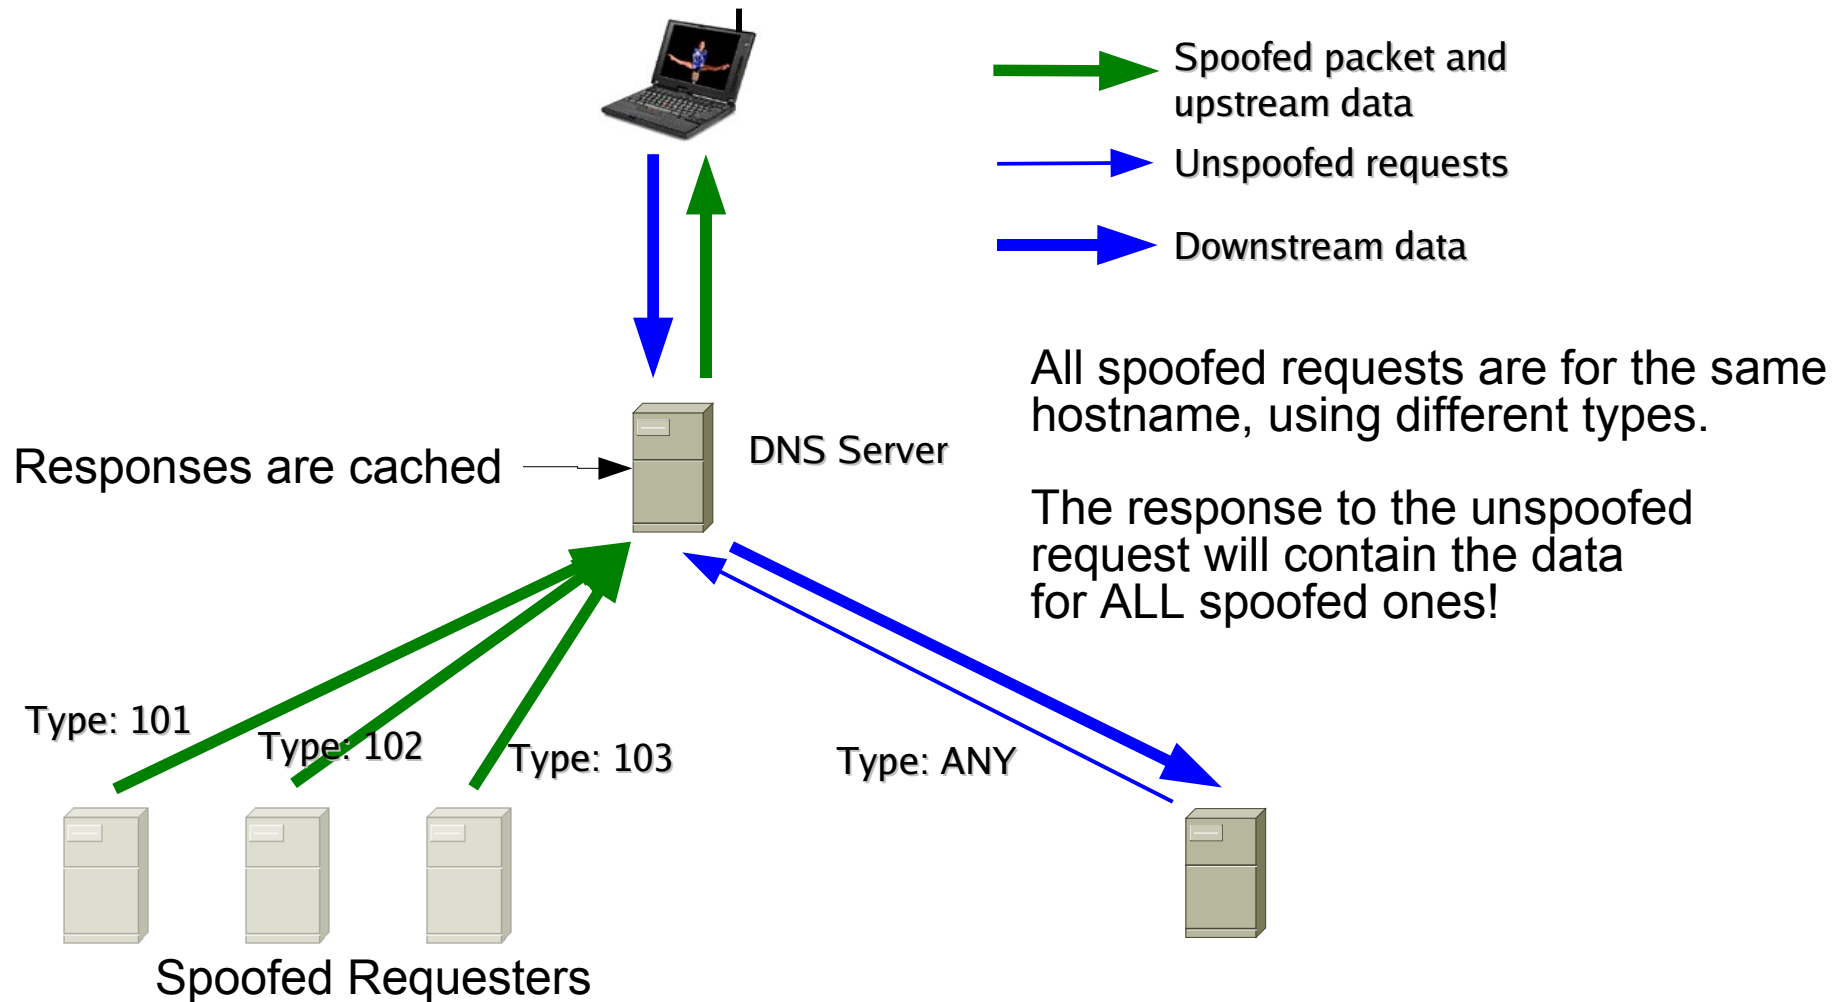 Spoofed packet and
upstream data
Unspoofed requests
Downstream data
All spoofed requests are for the same
hostname, using different types.
Responses are cached
DNS Server
The response to the unspoofed
request will contain the data
for ALL spoofed ones!
Type: 101
Type: 102
Type: 103
Type: ANY
Spoofed Requesters